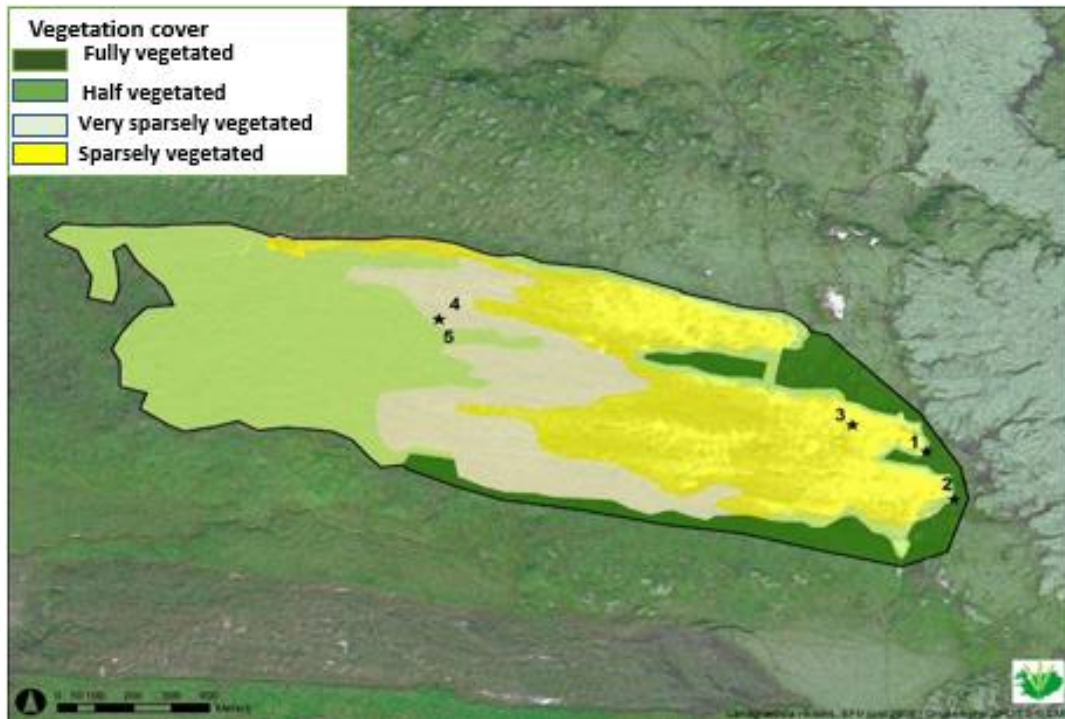 Vegetation cover
Fully vegetated
Half vegetated
Very sparsely vegetated
Sparsely vegetated
4
5
3
1
2
Meters